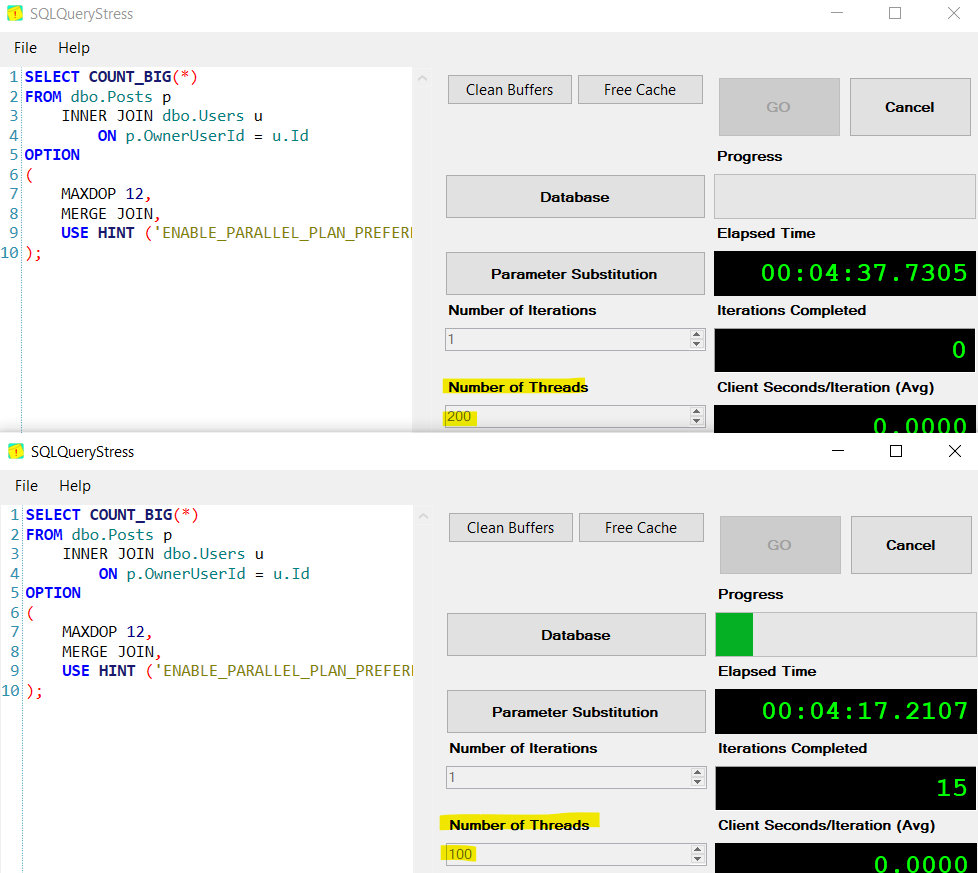 SQLQueryStress
File Help
1 SELECT COUNT_BIG(*)
2 FROM dbo.Posts p
3 INNER JOIN dbo.Users u
4 ON p.OwnerUserId = u.Id
5 OPTION
6 (
7 MAXDOP 12,
8 MERGE JOIN,
9 USE HINT ('ENABLE_PARALLEL_PLAN_PREFER
10 );
Clean Buffers Free Cache
GO Cancel
Progress
Database
Elapsed Time
00:04:37.7305
Parameter Substitution
Number of Iterations
1
Iterations Completed
0
Number of Threads
200
Client Seconds/Iteration (Avg)
0.0000
SQLQueryStress
File Help
1 SELECT COUNT_BIG(*)
2 FROM dbo.Posts p
3 INNER JOIN dbo.Users u
4 ON p.OwnerUserId = u.Id
5 OPTION
6 (
7 MAXDOP 12,
8 MERGE JOIN,
9 USE HINT ('ENABLE_PARALLEL_PLAN_PREFER
10 );
Clean Buffers Free Cache
GO Cancel
Progress
Database
Elapsed Time
00:04:17.2107
Parameter Substitution
Number of Iterations
1
Iterations Completed
15
Number of Threads
100
Client Seconds/Iteration (Avg)
0.0000